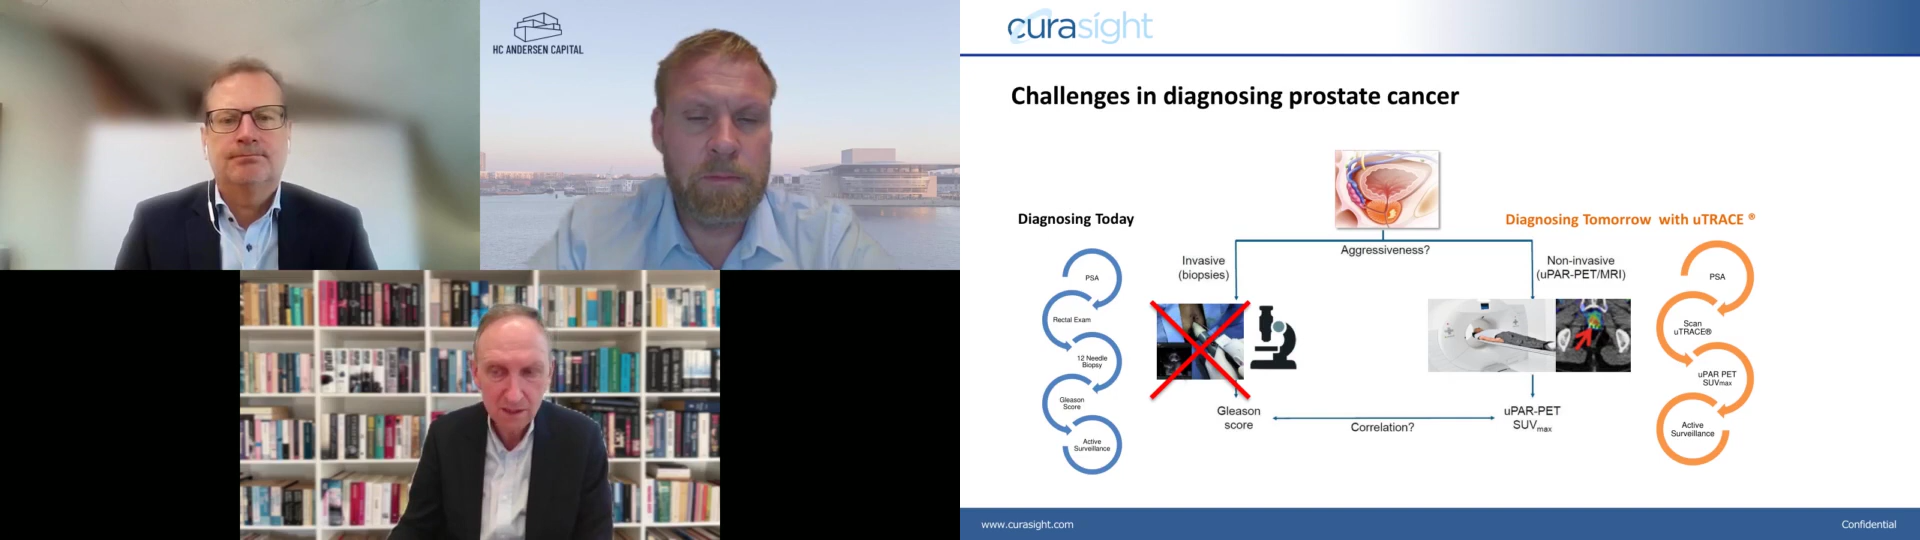 HC ANDERSEN CAPITAL
curasight
Challenges in diagnosing prostate cancer
Diagnosing Today
Diagnosing Tomorrow with uTRACE ®
Aggressiveness?
Invasive
(biopsies)
Non-invasive
(uPAR-PET/MRI)
PSA
Rectal Exam
12 Needle
Biopsy
Gleason
Score
Active
Surveillance
Gleason
score
Correlation?
uPAR-PET
SUVmax
PSA
Scan
uTRACE®
uPAR PET
SUVmax
Active
Surveillance
www.curasight.com
Confidential